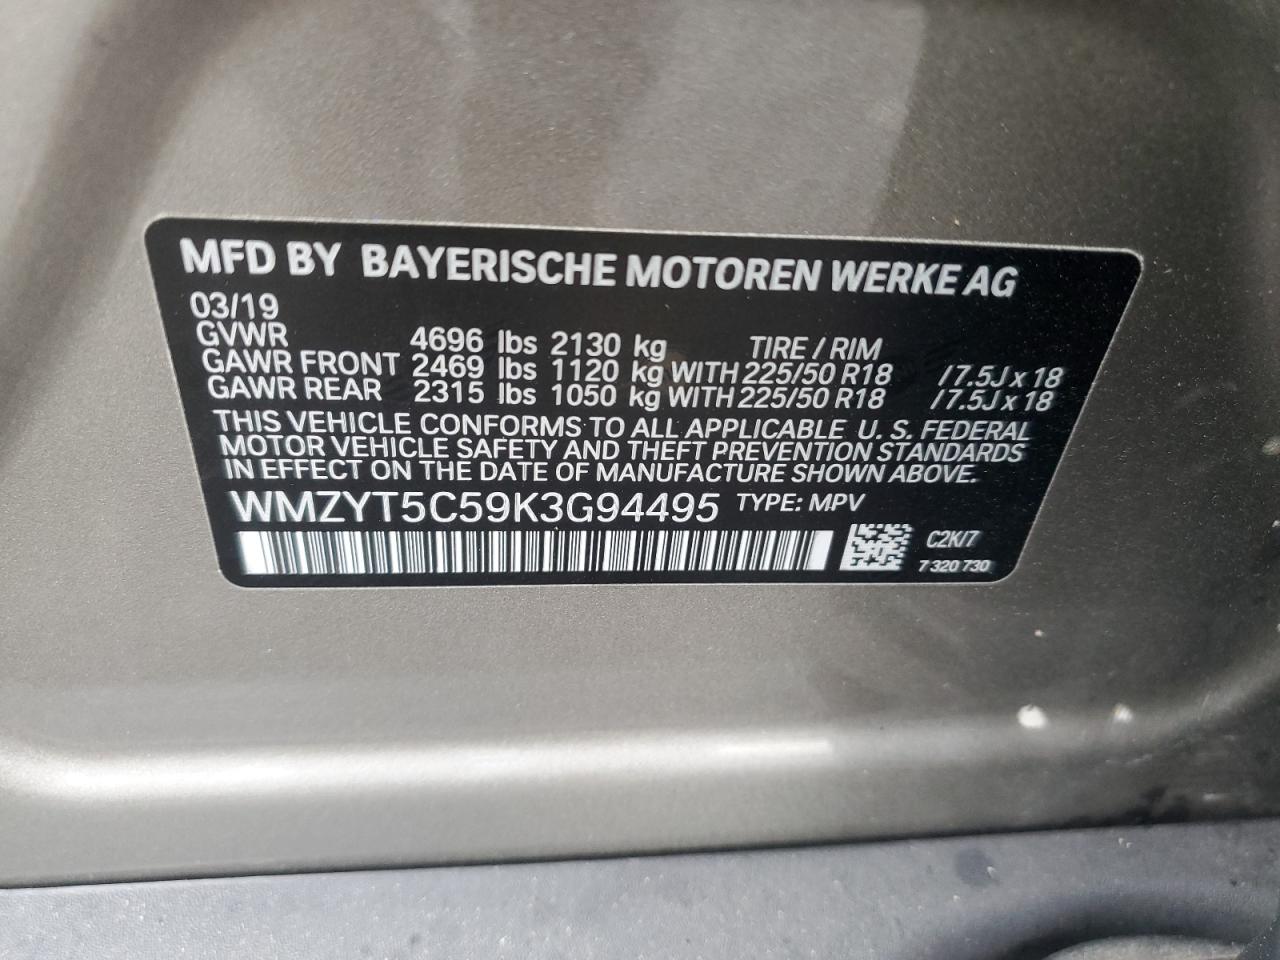 MFD BY BAYERISCHE MOTOREN WERKE AG
03/19
GVWR 4696 lbs 2130 kg TIRE / RIM
GAWR FRONT 2469 lbs 1120 kg WITH 225/50 R18 / 7.5J x 18
GAWR REAR 2315 lbs 1050 kg WITH 225/50 R18 / 7.5J x 18
THIS VEHICLE CONFORMS TO ALL APPLICABLE U. S. FEDERAL
MOTOR VEHICLE SAFETY AND THEFT PREVENTION STANDARDS
IN EFFECT ON THE DATE OF MANUFACTURE SHOWN ABOVE.
WMZYT5C59K3G94495 TYPE: MPV
C2K/7
7 320 730